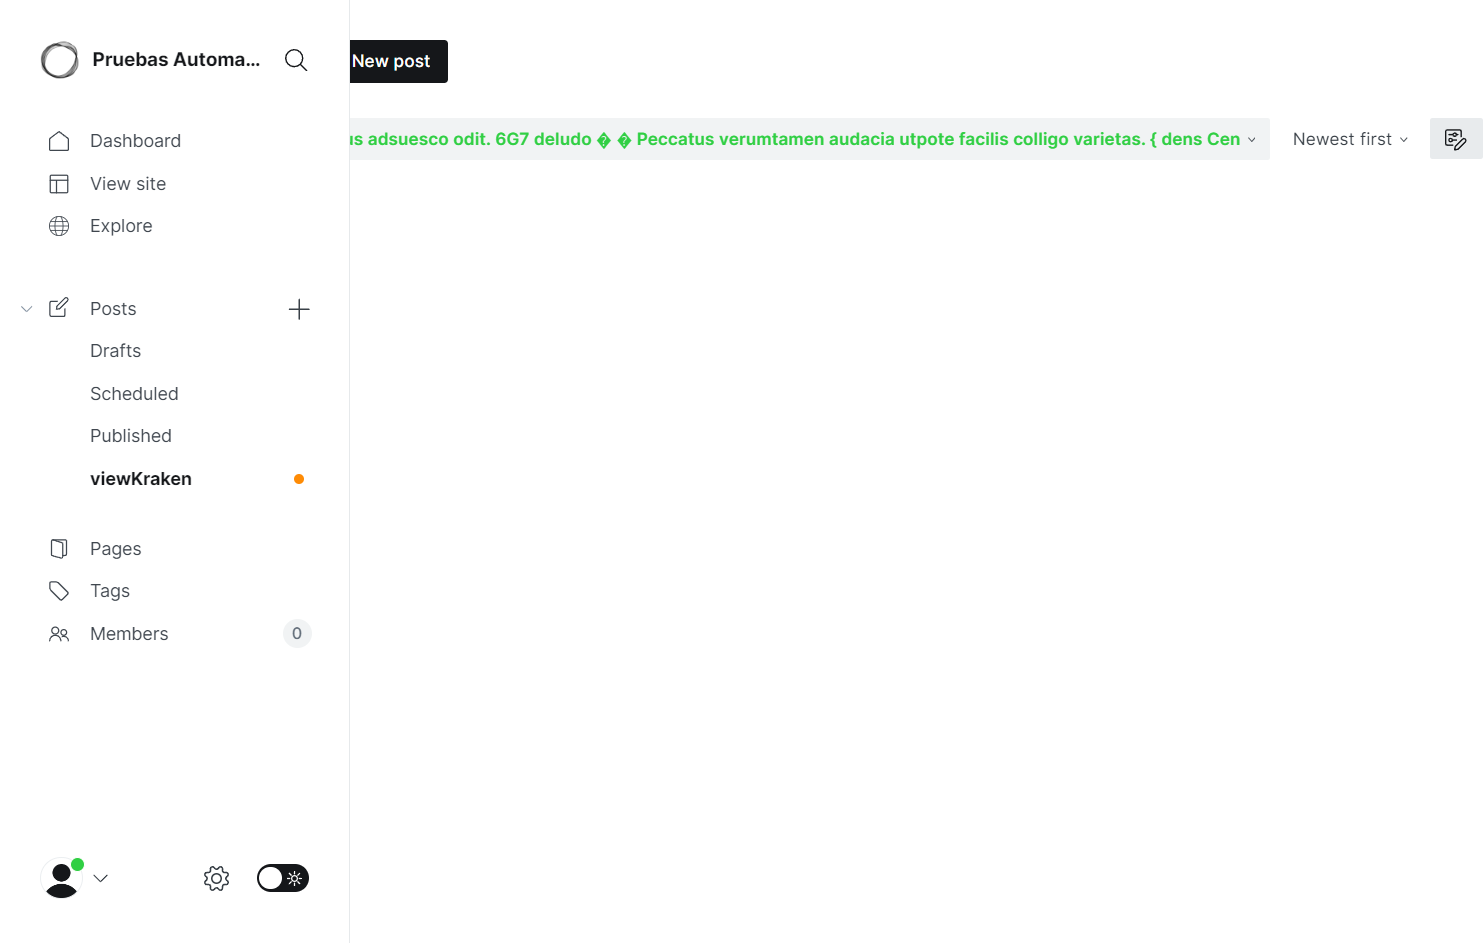 Pruebas Automa...
New post
us adsuesco odit. 6G7 deludo � � Peccatus verumtamen audacia utpote facilis colligo varietas. { dens Cen
Newest first
Dashboard
View site
Explore
Posts
Drafts
Scheduled
Published
viewKraken
Pages
Tags
Members
0